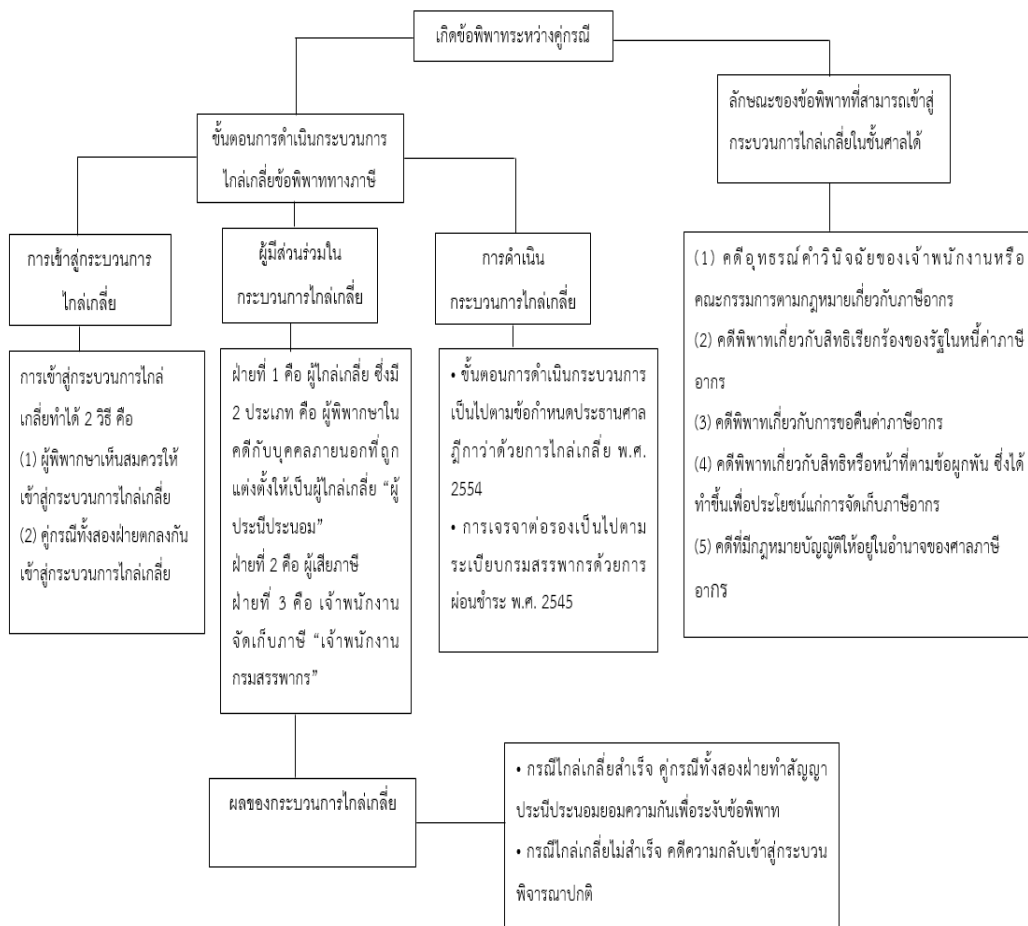 เกิดข้อพิพาทระหว่างคู่กรณี
ขั้นตอนการดำเนินกระบวนการ
ไกล่เกลี่ยข้อพิพาททางภาษี
ลักษณะของข้อพิพาทที่สามารถเข้าสู่
กระบวนการไกล่เกลี่ยในชั้นศาลได้
การเข้าสู่กระบวนการ
ไกล่เกลี่ย
ผู้มีส่วนร่วมใน
กระบวนการไกล่เกลี่ย
การดำเนิน
กระบวนการไกล่เกลี่ย
การเข้าสู่กระบวนการไกล่
เกลี่ยทำได้ 2 วิธี คือ
(1) ผู้พิพากษาเห็นสมควรให้
เข้าสู่กระบวนการไกล่เกลี่ย
(2) คู่กรณีทั้งสองฝ่ายตกลงกัน
เข้าสู่กระบวนการไกล่เกลี่ย
ฝ่ายที่ 1 คือ ผู้ไกล่เกลี่ย ซึ่งมี
2 ประเภท คือ ผู้พิพากษาใน
คดีกับบุคคลภายนอกที่ถูก
แต่งตั้งให้เป็นผู้ไกล่เกลี่ย “ผู้
ประนีประนอม”
ฝ่ายที่ 2 คือ ผู้เสียภาษี
ฝ่ายที่ 3 คือ เจ้าพนักงาน
จัดเก็บภาษี “เจ้าพนักงาน
กรมสรรพากร”
• ขั้นตอนการดำเนินกระบวนการ
เป็นไปตามข้อกำหนดประธานศาล
ฎีกาว่าด้วยการไกล่เกลี่ย พ.ศ.
2554
• การเจรจาต่อรองเป็นไปตาม
ระเบียบกรมสรรพากรด้วยการ
ผ่อนชำระ พ.ศ. 2545
(1) คดีอุทธรณ์คำวินิจฉัยของเจ้าพนักงานหรือ
คณะกรรมการตามกฎหมายเกี่ยวกับภาษีอากร
(2) คดีพิพาทเกี่ยวกับสิทธิเรียกร้องของรัฐในหนี้ค่าภาษี
อากร
(3) คดีพิพาทเกี่ยวกับการขอคืนค่าภาษีอากร
(4) คดีพิพาทเกี่ยวกับสิทธิหรือหน้าที่ตามข้อผูกพัน ซึ่งได้
ทำขึ้นเพื่อประโยชน์แก่การจัดเก็บภาษีอากร
(5) คดีที่มีกฎหมายบัญญัติให้อยู่ในอำนาจของศาลภาษี
อากร
ผลของกระบวนการไกล่เกลี่ย
• กรณีไกล่เกลี่ยสำเร็จ คู่กรณีทั้งสองฝ่ายทำสัญญา
ประนีประนอมยอมความกันเพื่อระงับข้อพิพาท
• กรณีไกล่เกลี่ยไม่สำเร็จ คดีความกลับเข้าสู่กระบวน
พิจารณาปกติ